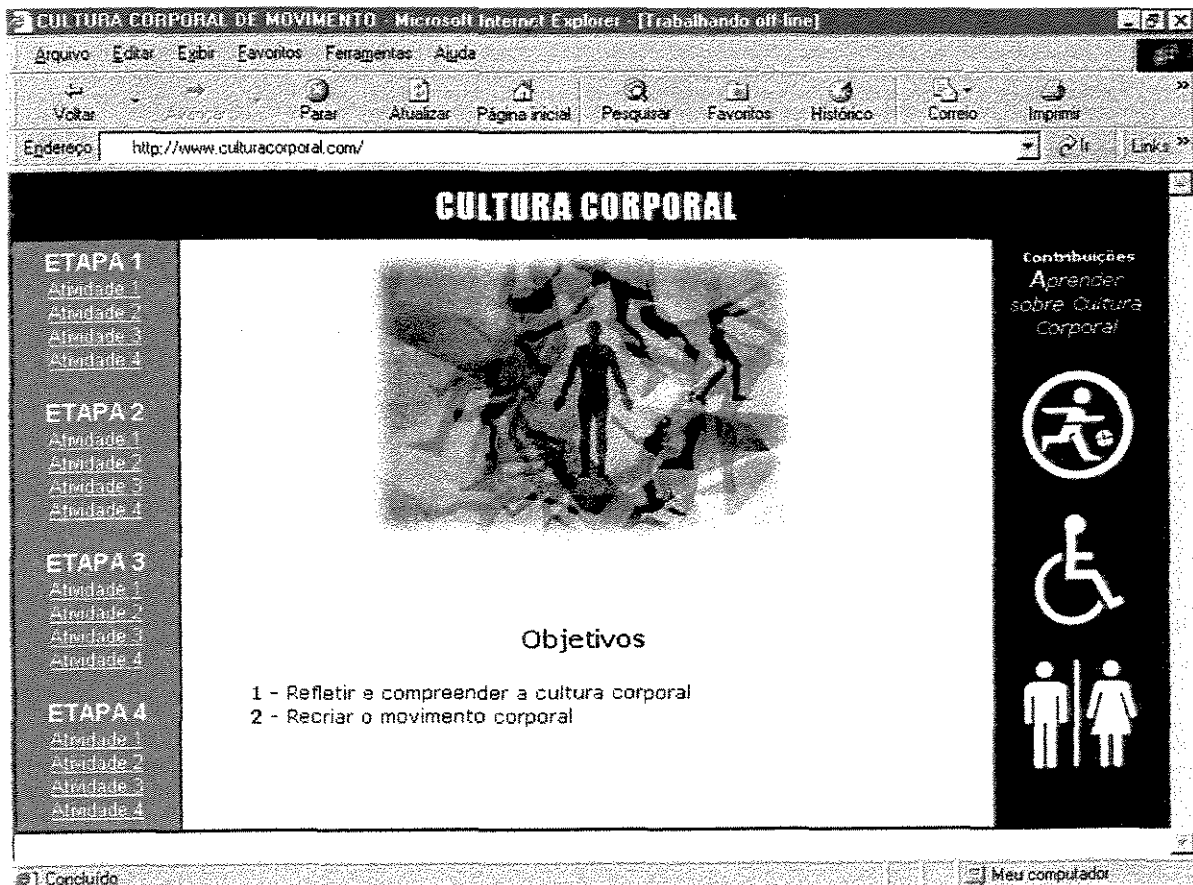 CULTURA CORPORAL DE MOVIMENTO - Microsoft Internet Explorer - [Trabalhando off-line]
Arquivo Editar Exibir Favoritos Ferramentas Ajuda
Voltar Avançar Parar Atualizar Página inicial Pesquisar Favoritos Histórico Correio Imprimir »
Endereço http://www.culturacorporal.com/ Ir Links »
CULTURA CORPORAL
ETAPA 1
Atividade 1
Atividade 2
Atividade 3
Atividade 4
ETAPA 2
Atividade 1
Atividade 2
Atividade 3
Atividade 4
ETAPA 3
Atividade 1
Atividade 2
Atividade 3
Atividade 4
ETAPA 4
Atividade 1
Atividade 2
Atividade 3
Atividade 4
Objetivos
1 - Refletir e compreender a cultura corporal
2 - Recriar o movimento corporal
Contribuições
Aprender
sobre Cultura
Corporal
Concluído Meu computador